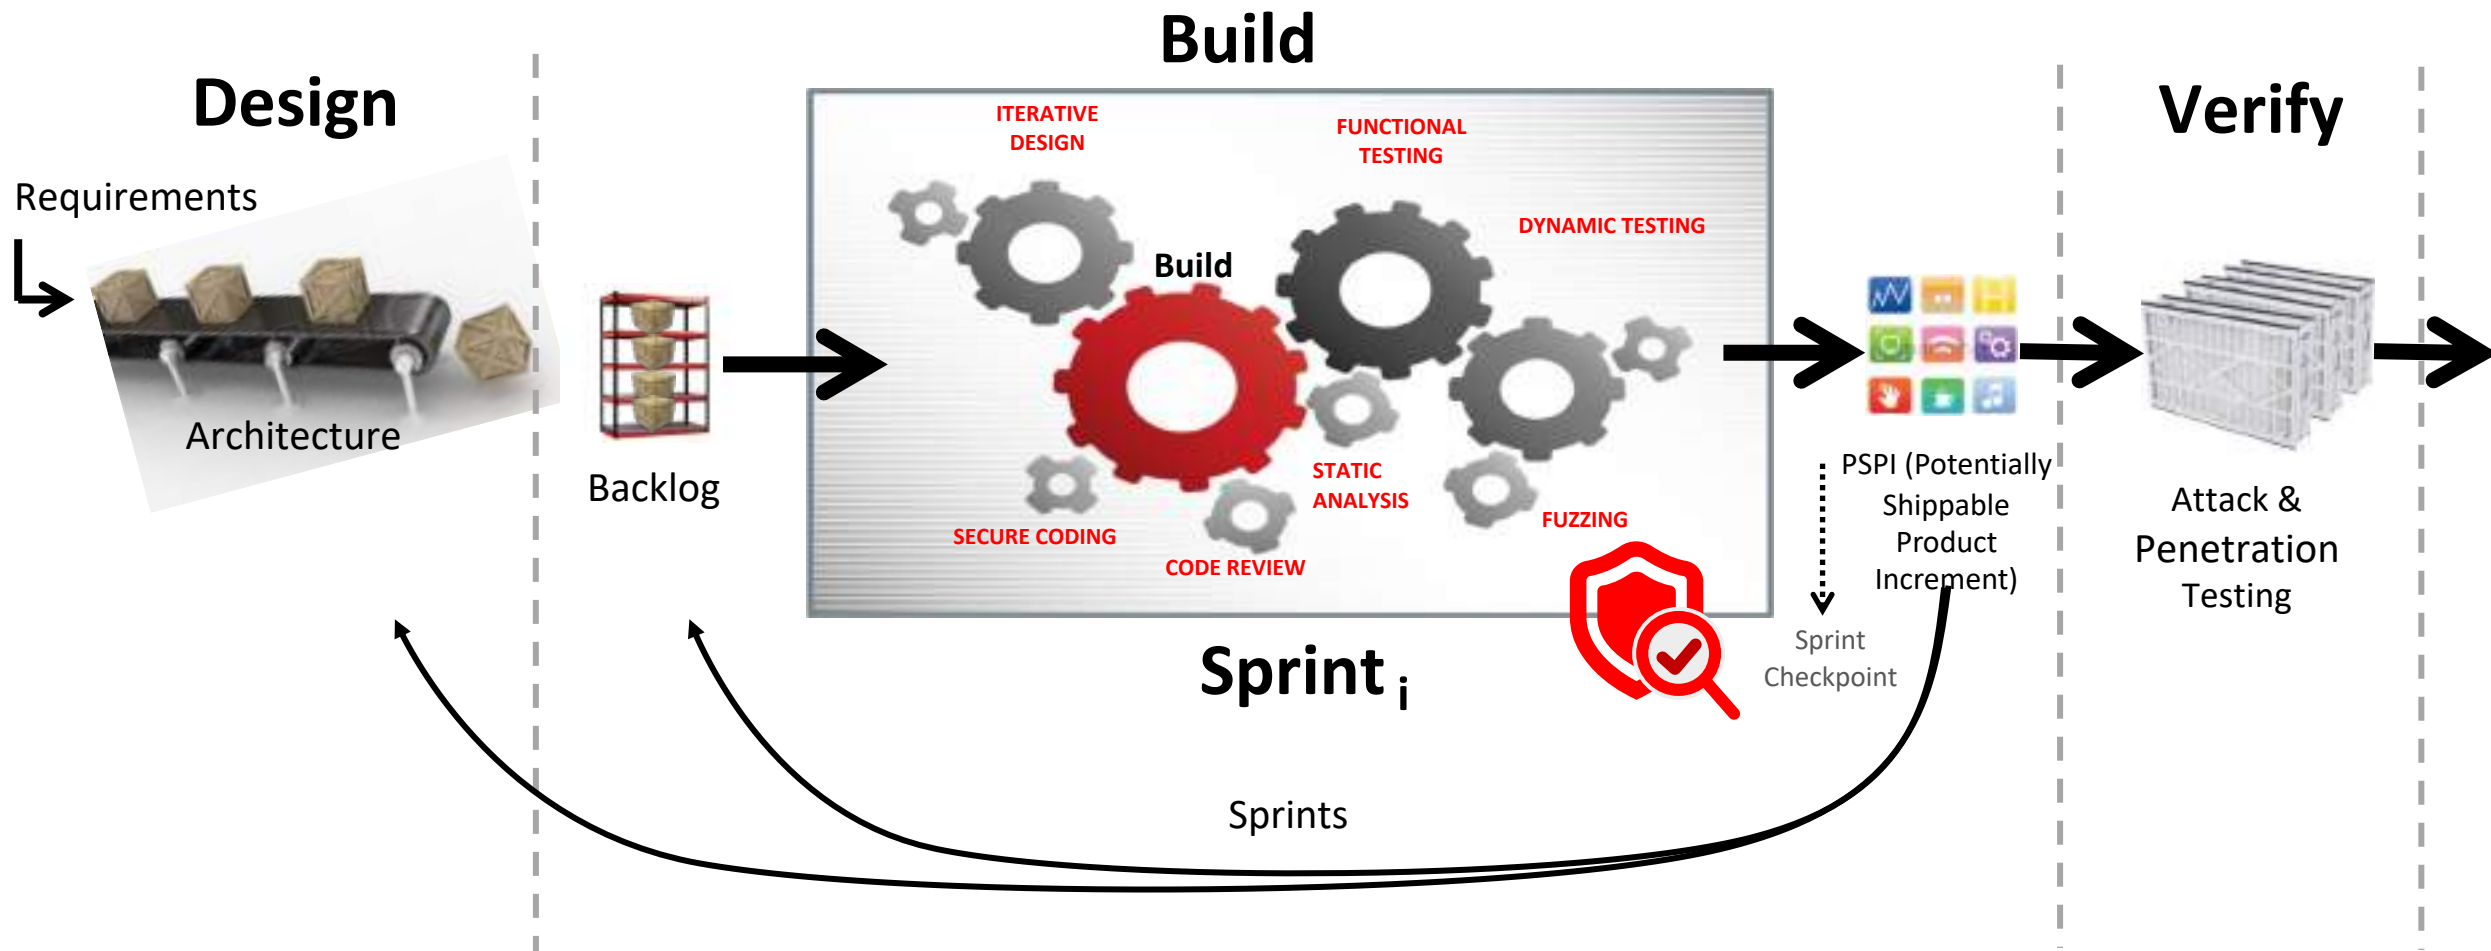 Design
Requirements
Architecture
Backlog
Build
ITERATIVE
DESIGN
FUNCTIONAL
TESTING
DYNAMIC TESTING
Build
STATIC
ANALYSIS
SECURE CODING
CODE REVIEW
FUZZING
Sprint i
PSPI (Potentially
Shippable
Product
Increment)
Sprint
Checkpoint
Sprints
Verify
Attack &
Penetration
Testing